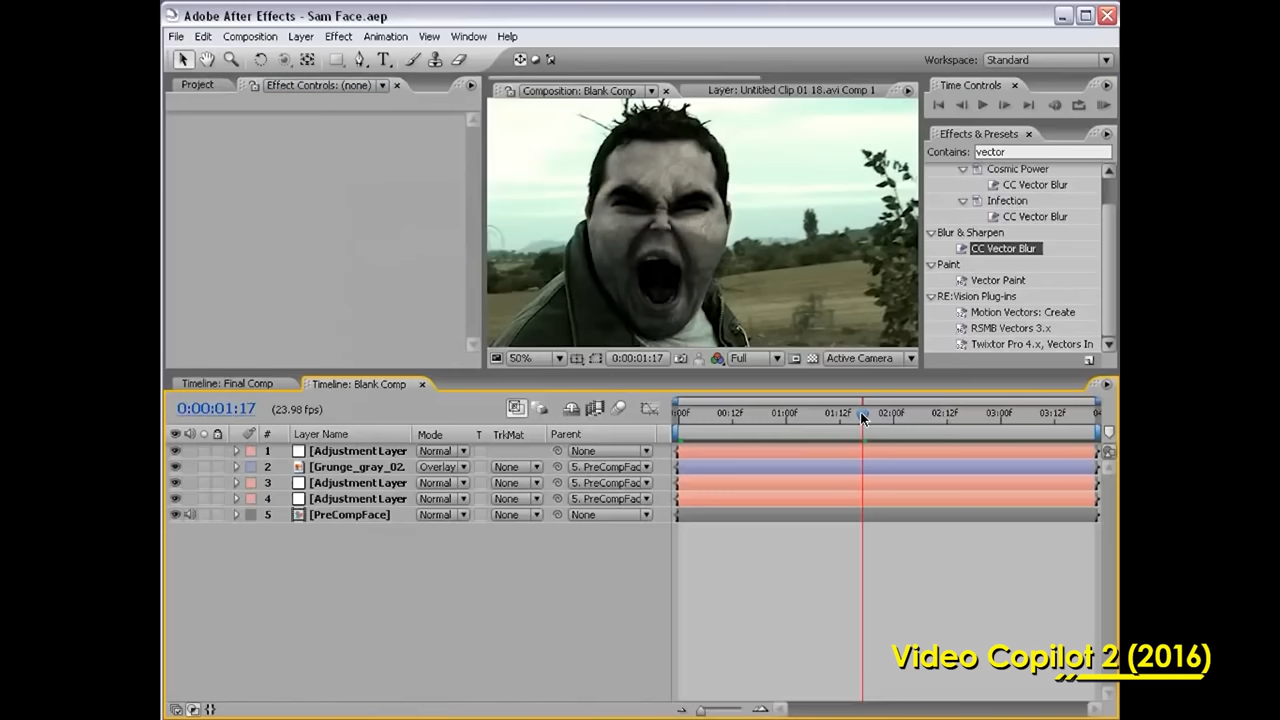 Adobe After Effects - Sam Face.aep
File Edit Composition Layer Effect Animation View Window Help
Workspace: Standard
Project Effect Controls: (none)
Composition: Blank Comp
Layer: Untitled Clip 01 18.avi Comp 1
Time Controls
Effects & Presets
Contains: vector
Cosmic Power
CC Vector Blur
Infection
CC Vector Blur
Blur & Sharpen
CC Vector Blur
Paint
Vector Paint
RE:Vision Plug-ins
Motion Vectors: Create
RSMB Vectors 3.x
Twixtor Pro 4.x, Vectors In
50% 0:00:01:17 Full Active Camera
Timeline: Final Comp Timeline: Blank Comp
0:00:01:17 (23.98 fps)
:00F 00:12F 01:00F 01:12F 02:00F 02:12F 03:00F 03:12F 04
# Layer Name Mode T TrkMat Parent
1 [Adjustment Layer Normal None
2 [Grunge_gray_02. Overlay None 5. PreCompFac
3 [Adjustment Layer Normal None 5. PreCompFac
4 [Adjustment Layer Normal None 5. PreCompFac
5 [PreCompFace] Normal None None
Video Copilot 2 (2016)